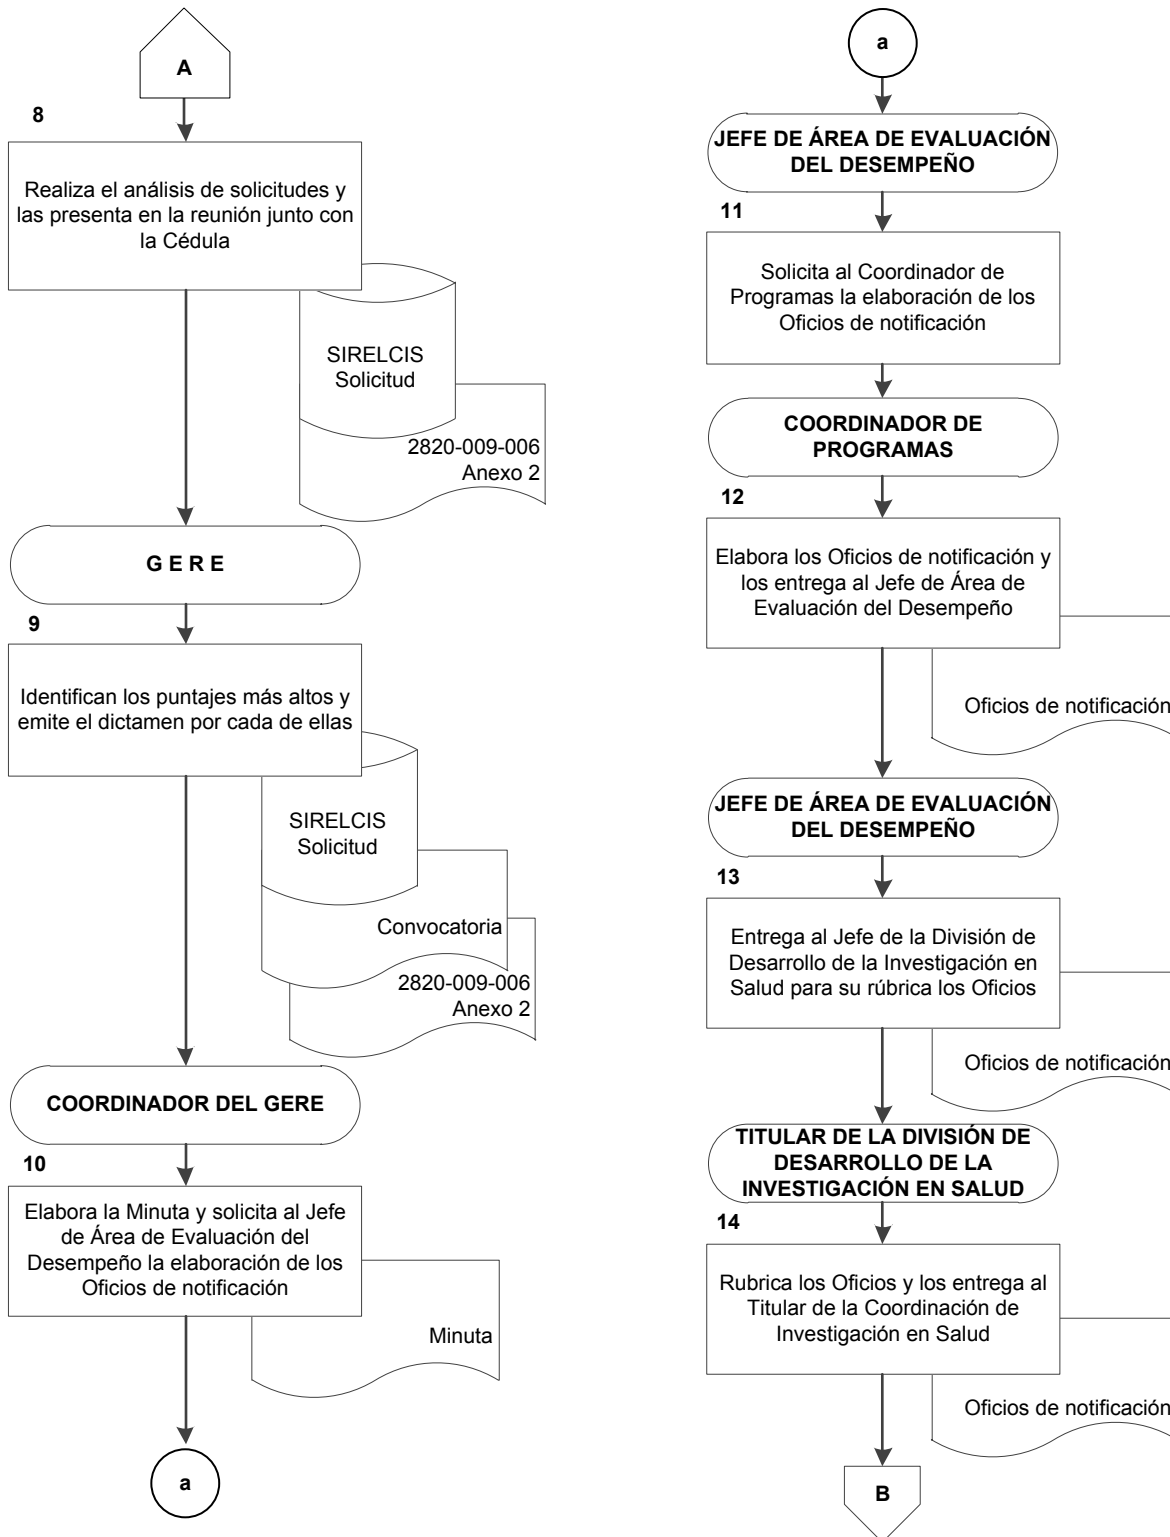 A
8
Realiza el análisis de solicitudes y
las presenta en la reunión junto con
la Cédula
SIRELCIS
Solicitud
2820-009-006
Anexo 2
G E R E
9
Identifican los puntajes más altos y
emite el dictamen por cada de ellas
SIRELCIS
Solicitud
Convocatoria
2820-009-006
Anexo 2
COORDINADOR DEL GERE
10
Elabora la Minuta y solicita al Jefe
de Área de Evaluación del
Desempeño la elaboración de los
Oficios de notificación
Minuta
a
a
JEFE DE ÁREA DE EVALUACIÓN
DEL DESEMPEÑO
11
Solicita al Coordinador de
Programas la elaboración de los
Oficios de notificación
COORDINADOR DE
PROGRAMAS
12
Elabora los Oficios de notificación y
los entrega al Jefe de Área de
Evaluación del Desempeño
Oficios de notificación
JEFE DE ÁREA DE EVALUACIÓN
DEL DESEMPEÑO
13
Entrega al Jefe de la División de
Desarrollo de la Investigación en
Salud para su rúbrica los Oficios
Oficios de notificación
TITULAR DE LA DIVISIÓN DE
DESARROLLO DE LA
INVESTIGACIÓN EN SALUD
14
Rubrica los Oficios y los entrega al
Titular de la Coordinación de
Investigación en Salud
Oficios de notificación
B